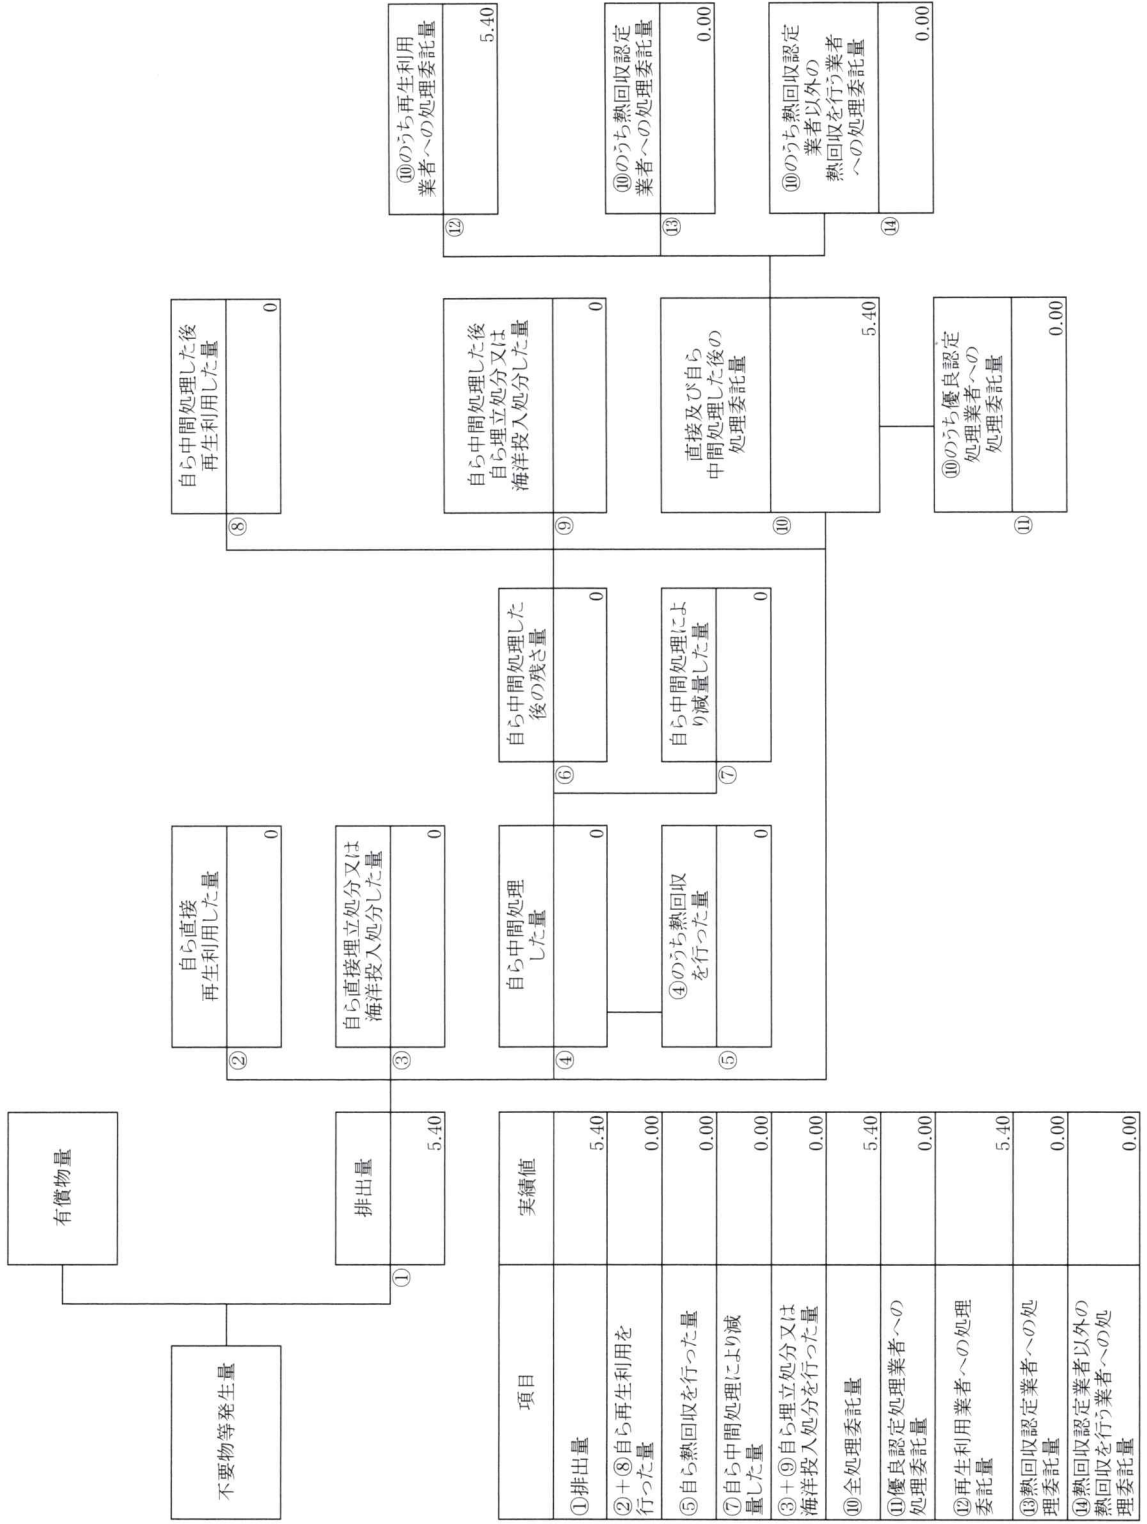 有償物量
不要物等発生量
排出量
①
5.40
自ら直接
再生利用した量
②
0
自ら直接埋立処分又は
海洋投入処分した量
③
0
自ら中間処理
した量
④
0
④のうち熱回収
を行った量
⑤
0
自ら中間処理した
後の残さ量
⑥
0
自ら中間処理によ
り減量した量
⑦
0
自ら中間処理した後
再生利用した量
⑧
0
自ら中間処理した後
自ら埋立処分又は
海洋投入処分した量
⑨
0
直接及び自ら
中間処理した後の
処理委託量
⑩
5.40
⑩のうち優良認定
処理業者への
処理委託量
⑪
0.00
⑩のうち再生利用
業者への処理委託量
⑫
5.40
⑩のうち熱回収認定
業者への処理委託量
⑬
0.00
⑩のうち熱回収認定
業者以外の
熱回収を行う業者
への処理委託量
⑭
0.00
項目
実績値
①排出量
5.40
②+⑧自ら再生利用を
行った量
0.00
⑤自ら熱回収を行った量
0.00
⑦自ら中間処理により減
量した量
0.00
③+⑨自ら埋立処分又は
海洋投入処分を行った量
0.00
⑩全処理委託量
5.40
⑪優良認定処理業者への
処理委託量
0.00
⑫再生利用業者への処理
委託量
5.40
⑬熱回収認定業者への処
理委託量
0.00
⑭熱回収認定業者以外の
熱回収を行う業者への処
理委託量
0.00